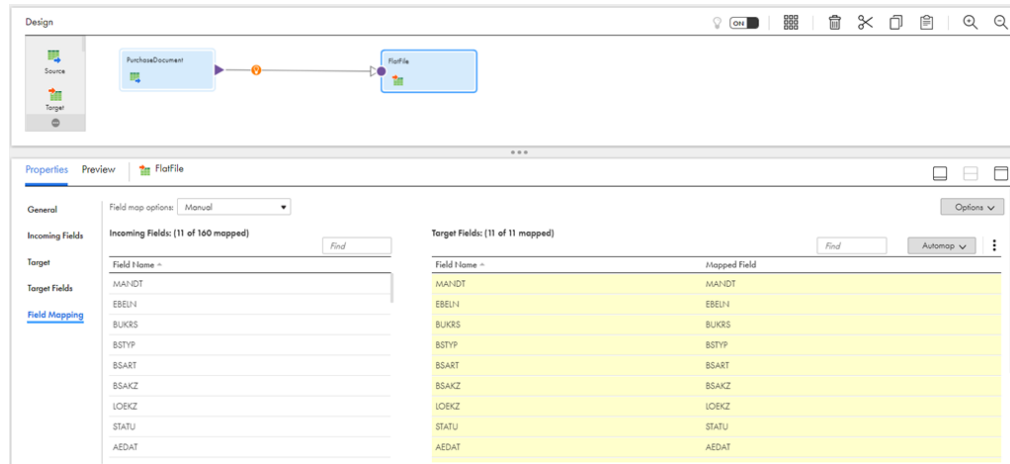 Design
ON
Source
Target
PurchaseDocument
FlatFile
Properties Preview FlatFile
General
Incoming Fields
Target
Target Fields
Field Mapping
Field map options: Manual
Options
Incoming Fields: (11 of 160 mapped)
Find
Field Name
MANDT
EBELN
BUKRS
BSTYP
BSART
BSAKZ
LOEKZ
STATU
AEDAT
Target Fields: (11 of 11 mapped)
Find
Automap
Field Name Mapped Field
MANDT MANDT
EBELN EBELN
BUKRS BUKRS
BSTYP BSTYP
BSART BSART
BSAKZ BSAKZ
LOEKZ LOEKZ
STATU STATU
AEDAT AEDAT